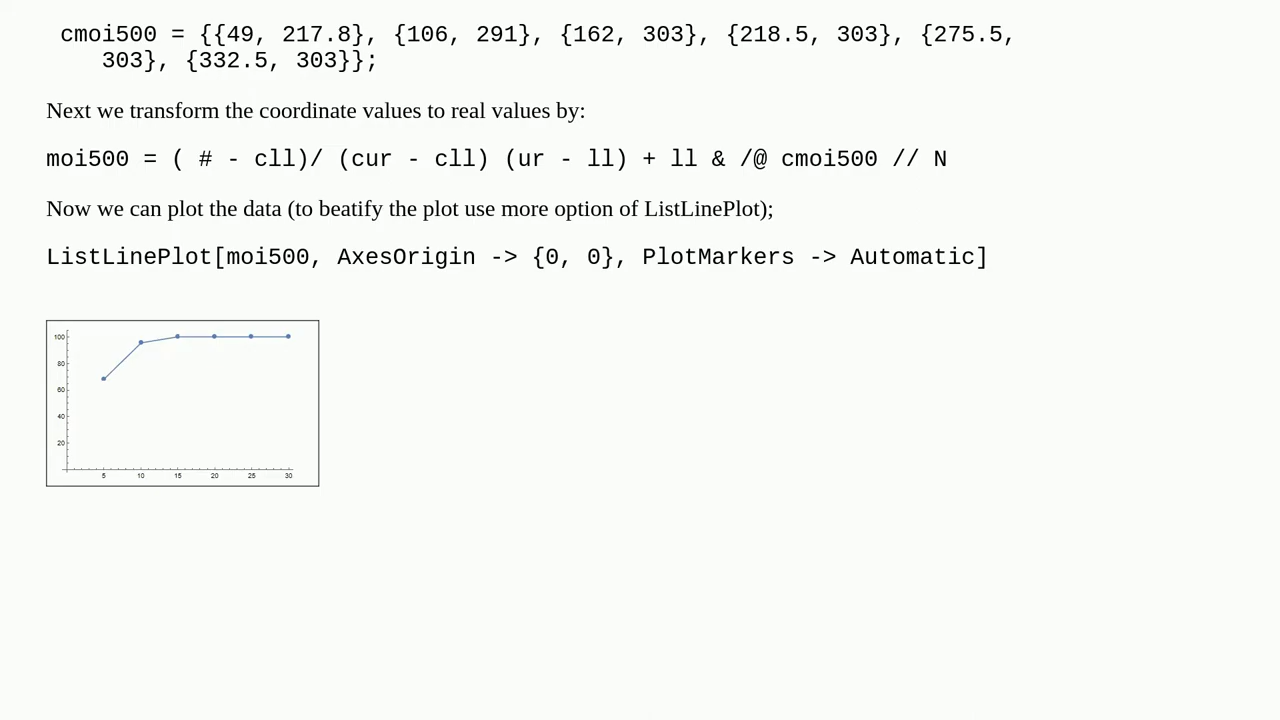 cmoi500 = {{49, 217.8}, {106, 291}, {162, 303}, {218.5, 303}, {275.5,
303}, {332.5, 303}};
Next we transform the coordinate values to real values by:
moi500 = ( # - cll)/ (cur - cll) (ur - ll) + ll & /@ cmoi500 // N
Now we can plot the data (to beatify the plot use more option of ListLinePlot);
ListLinePlot[moi500, AxesOrigin -> {0, 0}, PlotMarkers -> Automatic]
100
80
60
40
20
5 10 15 20 25 30